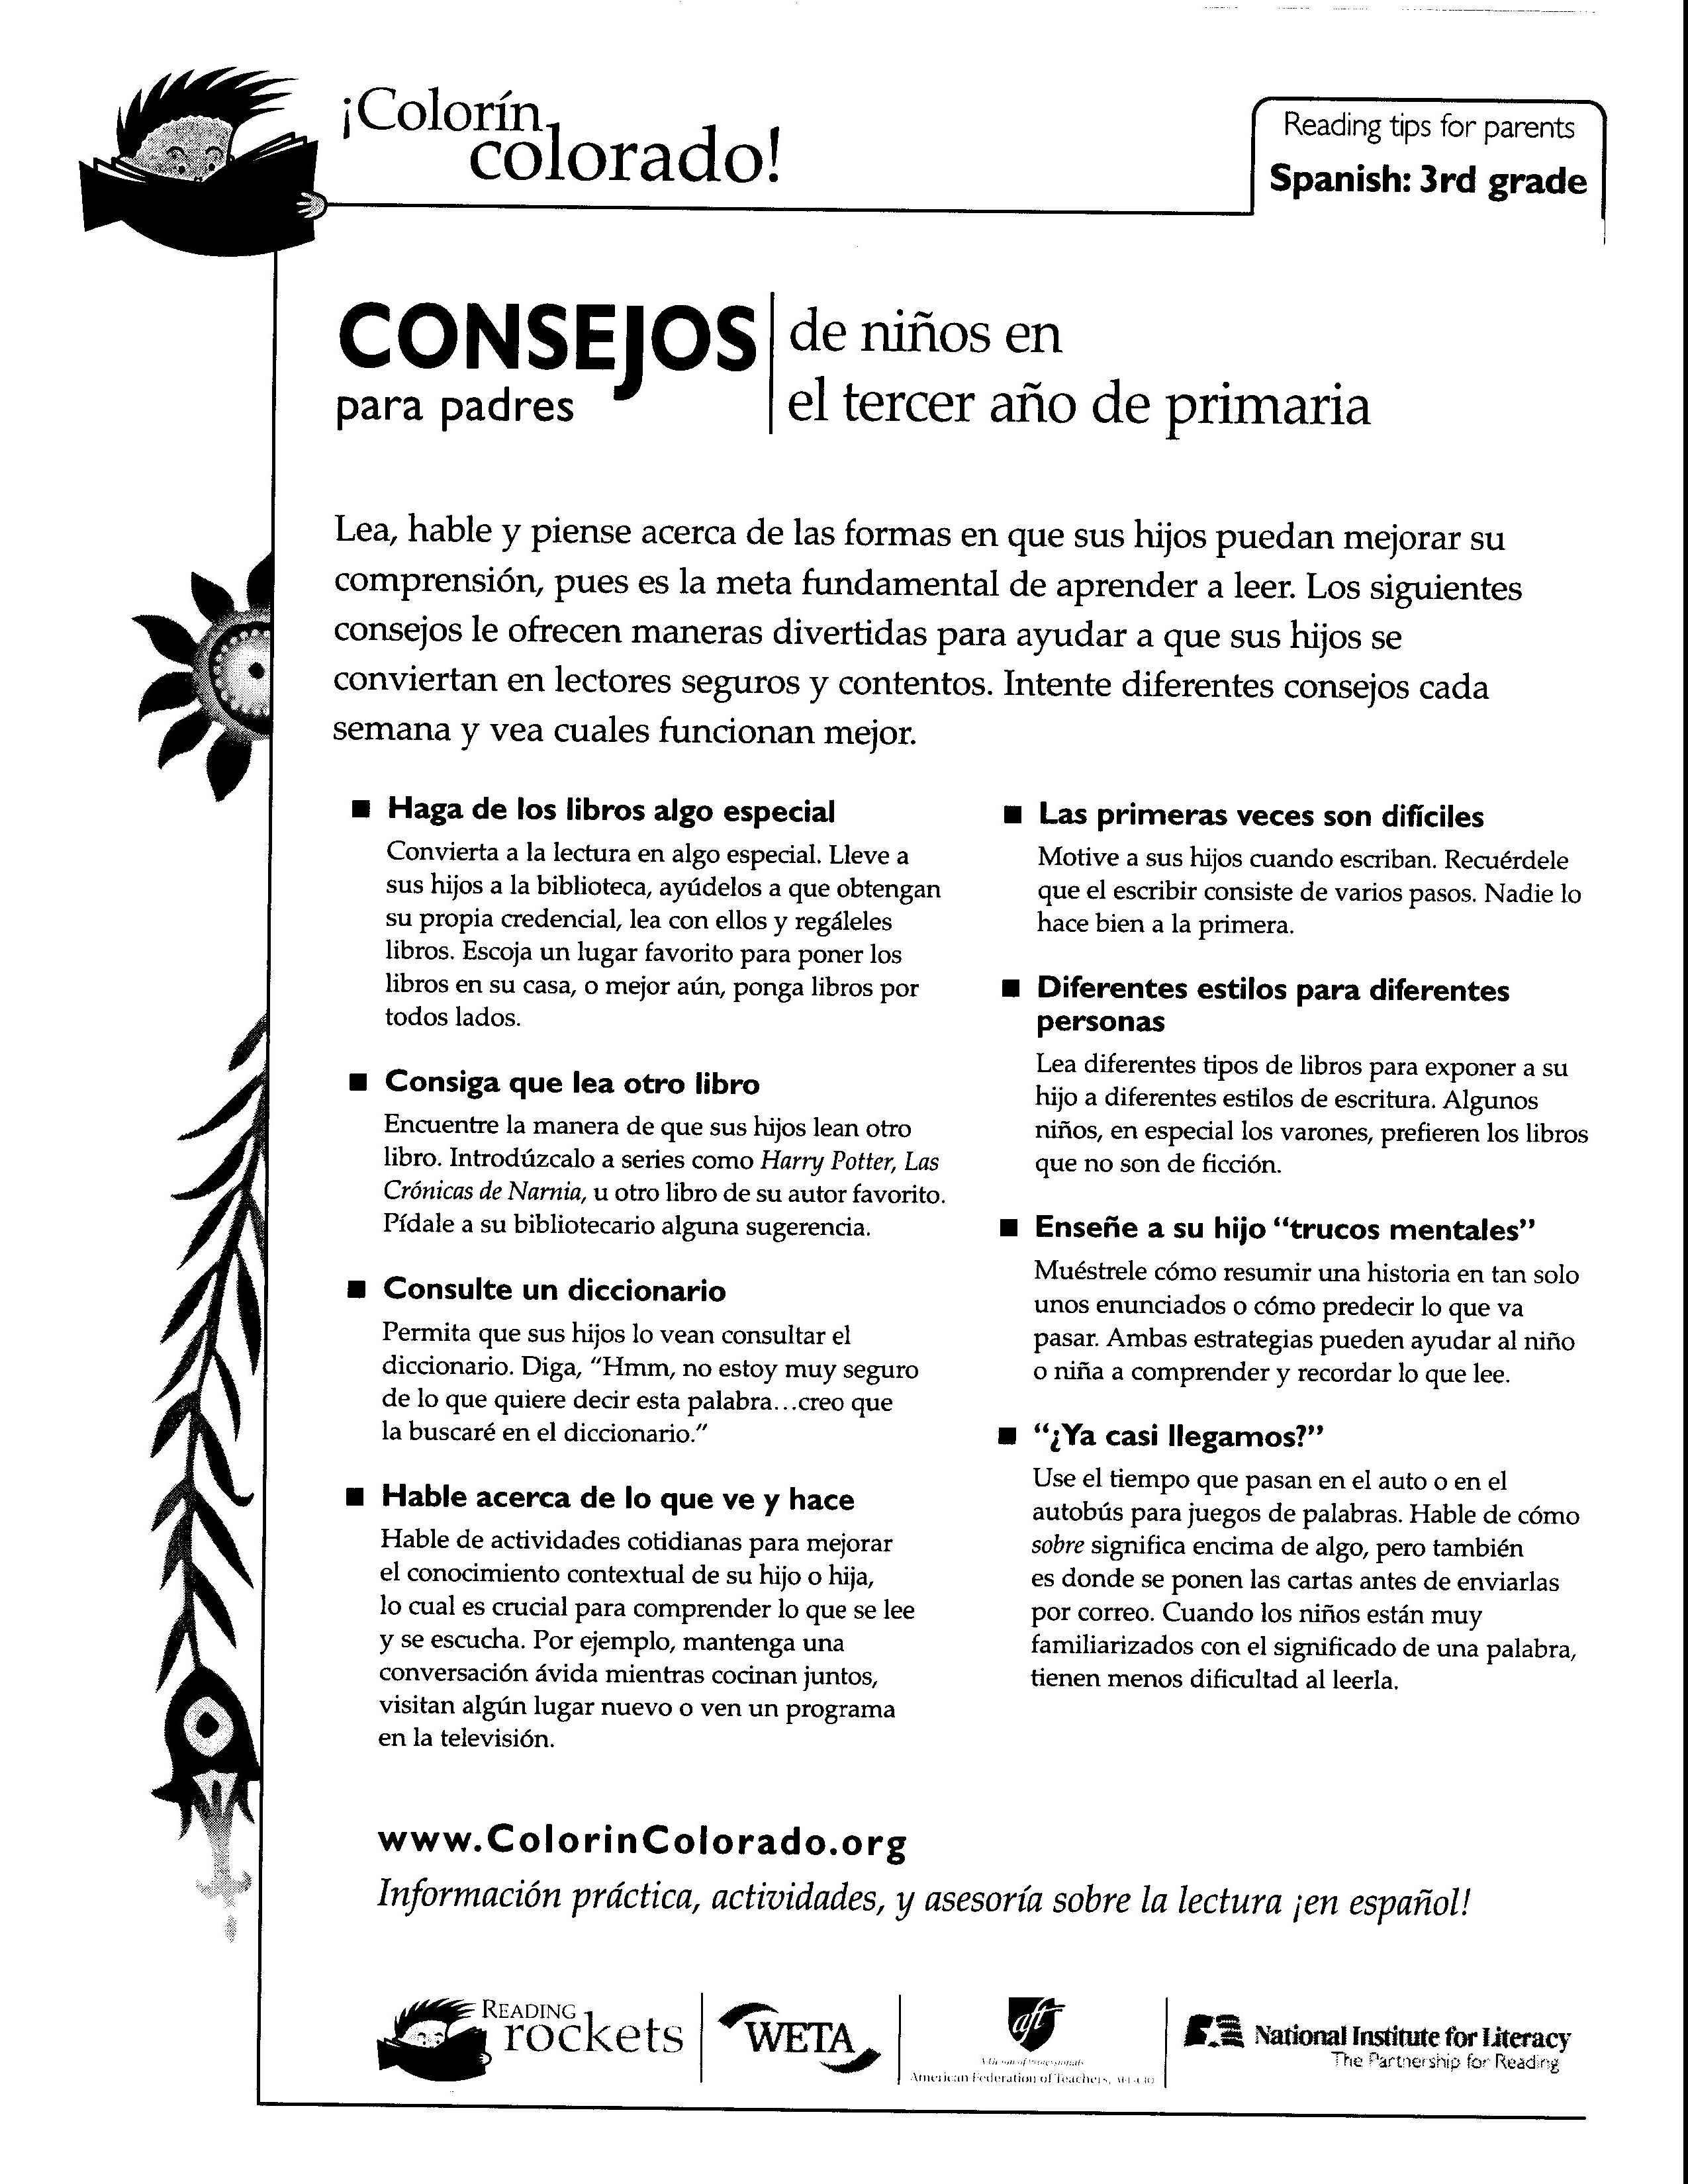 ¡Colorín
colorado!
Reading tips for parents
Spanish: 3rd grade
CONSEJOS
para padres
de niños en
el tercer año de primaria
Lea, hable y piense acerca de las formas en que sus hijos puedan mejorar su
comprensión, pues es la meta fundamental de aprender a leer. Los siguientes
consejos le ofrecen maneras divertidas para ayudar a que sus hijos se
conviertan en lectores seguros y contentos. Intente diferentes consejos cada
semana y vea cuales funcionan mejor.
■ Haga de los libros algo especial
Convierta a la lectura en algo especial. Lleve a
sus hijos a la biblioteca, ayúdelos a que obtengan
su propia credencial, lea con ellos y regáleles
libros. Escoja un lugar favorito para poner los
libros en su casa, o mejor aún, ponga libros por
todos lados.
■ Consiga que lea otro libro
Encuentre la manera de que sus hijos lean otro
libro. Introdúzcalo a series como Harry Potter, Las
Crónicas de Narnia, u otro libro de su autor favorito.
Pídale a su bibliotecario alguna sugerencia.
■ Consulte un diccionario
Permita que sus hijos lo vean consultar el
diccionario. Diga, “Hmm, no estoy muy seguro
de lo que quiere decir esta palabra...creo que
la buscaré en el diccionario.”
■ Hable acerca de lo que ve y hace
Hable de actividades cotidianas para mejorar
el conocimiento contextual de su hijo o hija,
lo cual es crucial para comprender lo que se lee
y se escucha. Por ejemplo, mantenga una
conversación ávida mientras cocinan juntos,
visitan algún lugar nuevo o ven un programa
en la televisión.
■ Las primeras veces son difíciles
Motive a sus hijos cuando escriban. Recuérdele
que el escribir consiste de varios pasos. Nadie lo
hace bien a la primera.
■ Diferentes estilos para diferentes
personas
Lea diferentes tipos de libros para exponer a su
hijo a diferentes estilos de escritura. Algunos
niños, en especial los varones, prefieren los libros
que no son de ficción.
■ Enseñe a su hijo “trucos mentales”
Muéstrele cómo resumir una historia en tan solo
unos enunciados o cómo predecir lo que va
pasar. Ambas estrategias pueden ayudar al niño
o niña a comprender y recordar lo que lee.
■ “¿Ya casi llegamos?”
Use el tiempo que pasan en el auto o en el
autobús para juegos de palabras. Hable de cómo
sobre significa encima de algo, pero también
es donde se ponen las cartas antes de enviarlas
por correo. Cuando los niños están muy
familiarizados con el significado de una palabra,
tienen menos dificultad al leerla.
www.ColorinColorado.org
Información práctica, actividades, y asesoría sobre la lectura ¡en español!
READING
rockets
WETA
aft
American Federation of Teachers,
National Institute for Literacy
The Partnership for Reading